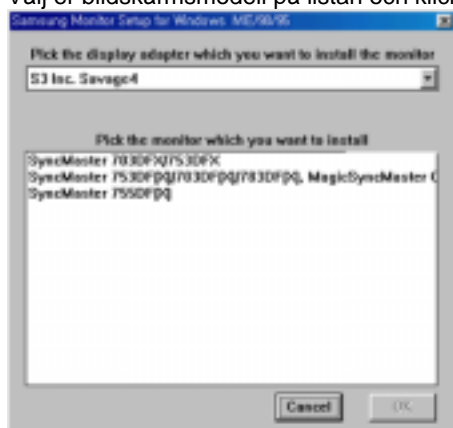 Välj er bildskärmsmodell på listan och klic
Samsung Monitor Setup for Windows ME/98/95
Pick the display adapter which you want to install the monitor
S3 Inc. Savage4
Pick the monitor which you want to install
SyncMaster 703DFX/753DFX
SyncMaster 753DF(X)/703DF(X)/783DF(X), MagicSyncMaster C
SyncMaster 755DF(X)
Cancel
OK